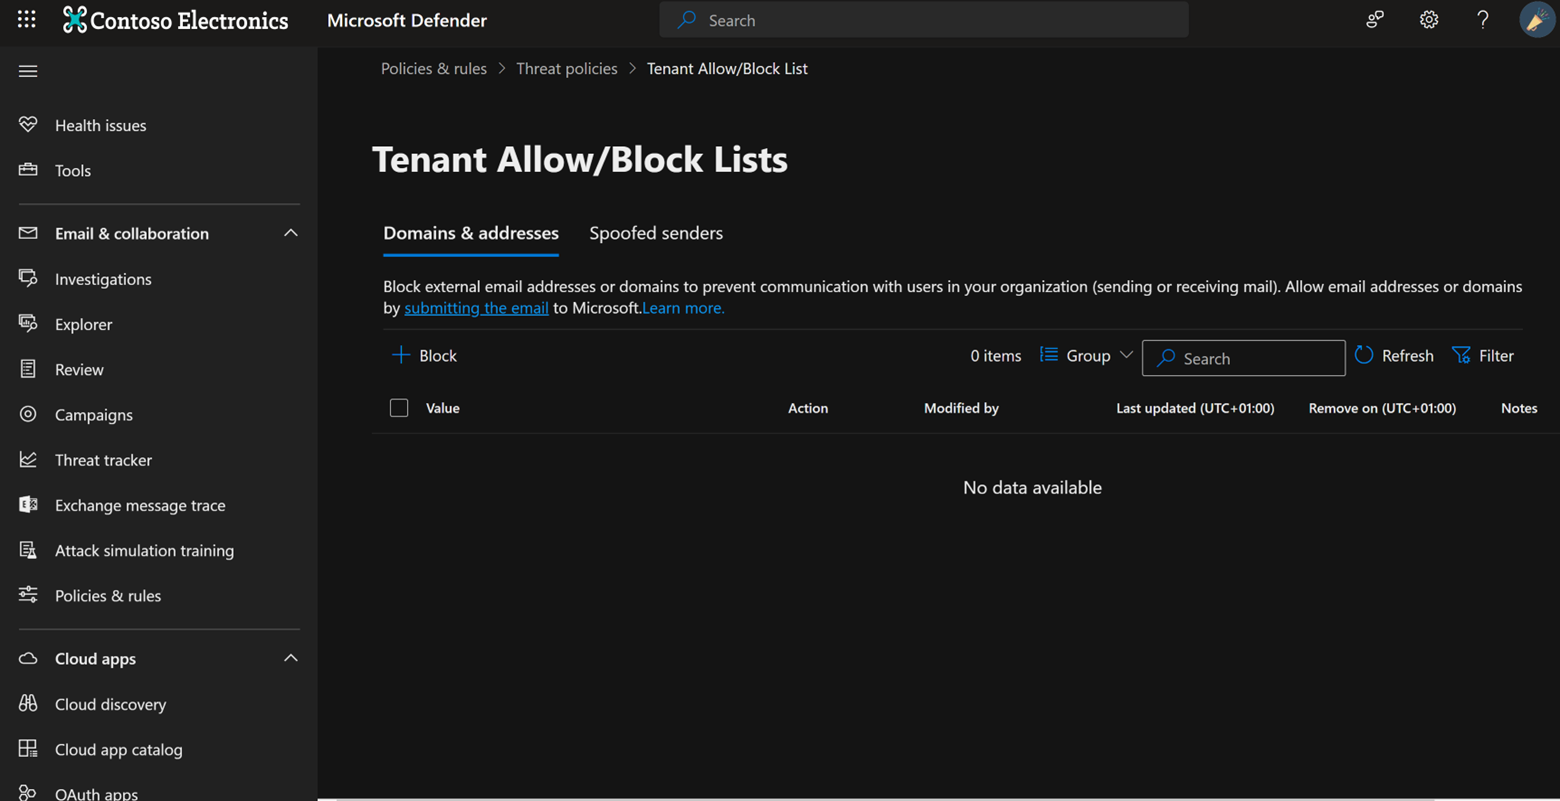 Contoso Electronics
Microsoft Defender
Search
Policies & rules > Threat policies > Tenant Allow/Block List
Health issues
Tools
Email & collaboration
Investigations
Explorer
Review
Campaigns
Threat tracker
Exchange message trace
Attack simulation training
Policies & rules
Cloud apps
Cloud discovery
Cloud app catalog
OAuth apps
Tenant Allow/Block Lists
Domains & addresses
Spoofed senders
Block external email addresses or domains to prevent communication with users in your organization (sending or receiving mail). Allow email addresses or domains
by submitting the email to Microsoft.Learn more.
+ Block
0 items
Group
Search
Refresh
Filter
Value
Action
Modified by
Last updated (UTC+01:00)
Remove on (UTC+01:00)
Notes
No data available